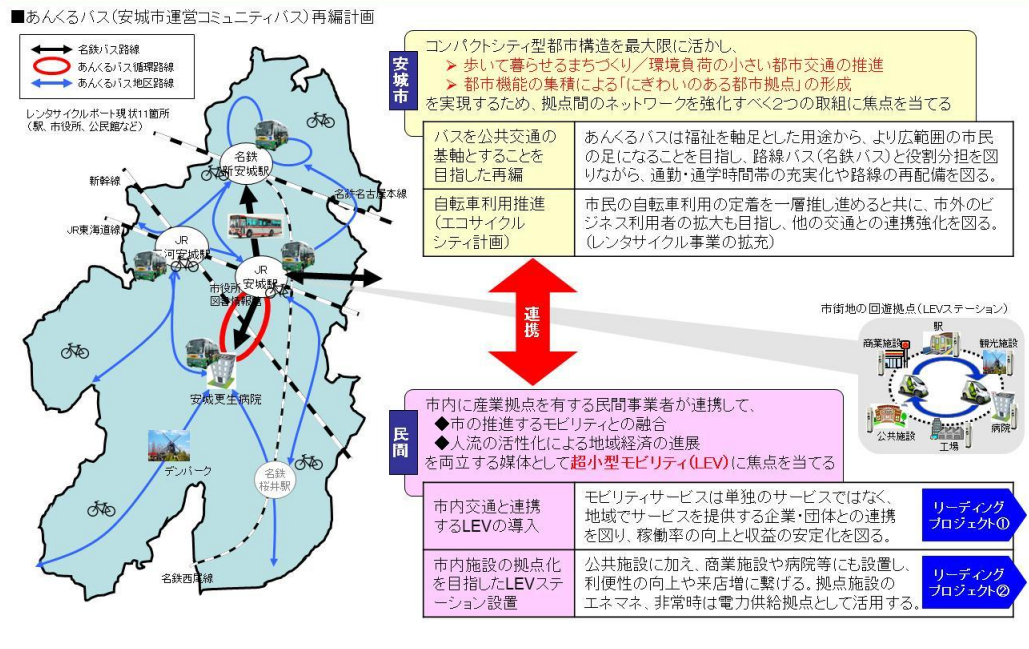 ■あんくるバス(安城市運営コミュニティバス)再編計画
名鉄バス路線
あんくるバス循環路線
あんくるバス地区路線
レンタサイクルポート現状11箇所
(駅、市役所、公民館など)
名鉄
新安城駅
新幹線
名鉄名古屋本線
JR東海道線
JR
三河安城駅
JR
安城駅
市役所
図書情報館
安城更生病院
デンパーク
名鉄
桜井駅
名鉄西尾線
安城市
コンパクトシティ型都市構造を最大限に活かし、
➢ 歩いて暮らせるまちづくり/環境負荷の小さい都市交通の推進
➢ 都市機能の集積による「にぎわいのある都市拠点」の形成
を実現するため、拠点間のネットワークを強化すべく2つの取組に焦点を当てる
バスを公共交通の
基軸とすることを
目指した再編
あんくるバスは福祉を軸足とした用途から、より広範囲の市民
の足になることを目指し、路線バス(名鉄バス)と役割分担を図
りながら、通勤・通学時間帯の充実化や路線の再配備を図る。
自転車利用推進
(エコサイクル
シティ計画)
市民の自転車利用の定着を一層推し進めると共に、市外のビ
ジネス利用者の拡大も目指し、他の交通との連携強化を図る。
(レンタサイクル事業の拡充)
連携
市街地の回遊拠点(LEVステーション)
駅
商業施設
観光施設
公共施設
病院
工場
民間
市内に産業拠点を有する民間事業者が連携して、
◆市の推進するモビリティとの融合
◆人流の活性化による地域経済の進展
を両立する媒体として超小型モビリティ(LEV)に焦点を当てる
市内交通と連携
するLEVの導入
モビリティサービスは単独のサービスではなく、
地域でサービスを提供する企業・団体との連携
を図り、稼働率の向上と収益の安定化を図る。
リーディング
プロジェクト①
市内施設の拠点化
を目指したLEVステ
ーション設置
公共施設に加え、商業施設や病院等にも設置し、
利便性の向上や来店増に繋げる。拠点施設の
エネマネ、非常時は電力供給拠点として活用する。
リーディング
プロジェクト②